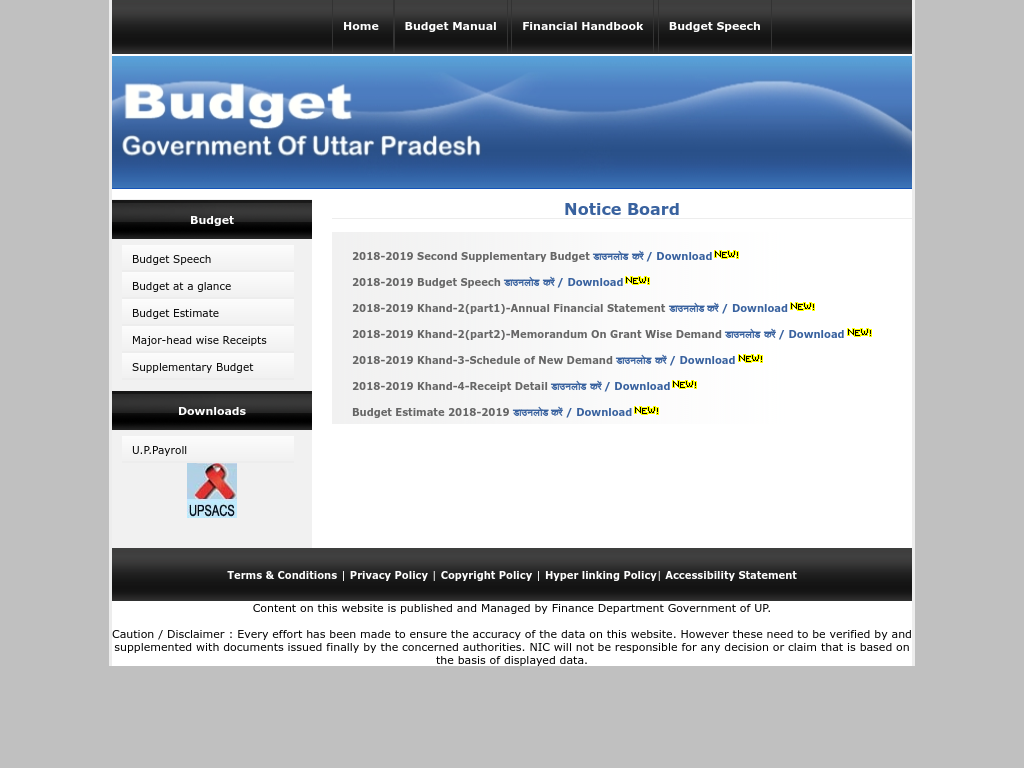 Home Budget Manual Financial Handbook Budget Speech
Budget
Government Of Uttar Pradesh
Budget
Budget Speech
Budget at a glance
Budget Estimate
Major-head wise Receipts
Supplementary Budget
Downloads
U.P.Payroll
UPSACS
Notice Board
2018-2019 Second Supplementary Budget डाउनलोड करें / Download NEW!
2018-2019 Budget Speech डाउनलोड करें / Download NEW!
2018-2019 Khand-2(part1)-Annual Financial Statement डाउनलोड करें / Download NEW!
2018-2019 Khand-2(part2)-Memorandum On Grant Wise Demand डाउनलोड करें / Download NEW!
2018-2019 Khand-3-Schedule of New Demand डाउनलोड करें / Download NEW!
2018-2019 Khand-4-Receipt Detail डाउनलोड करें / Download NEW!
Budget Estimate 2018-2019 डाउनलोड करें / Download NEW!
Terms & Conditions | Privacy Policy | Copyright Policy | Hyper linking Policy| Accessibility Statement
Content on this website is published and Managed by Finance Department Government of UP.
Caution / Disclaimer : Every effort has been made to ensure the accuracy of the data on this website. However these need to be verified by and
supplemented with documents issued finally by the concerned authorities. NIC will not be responsible for any decision or claim that is based on
the basis of displayed data.